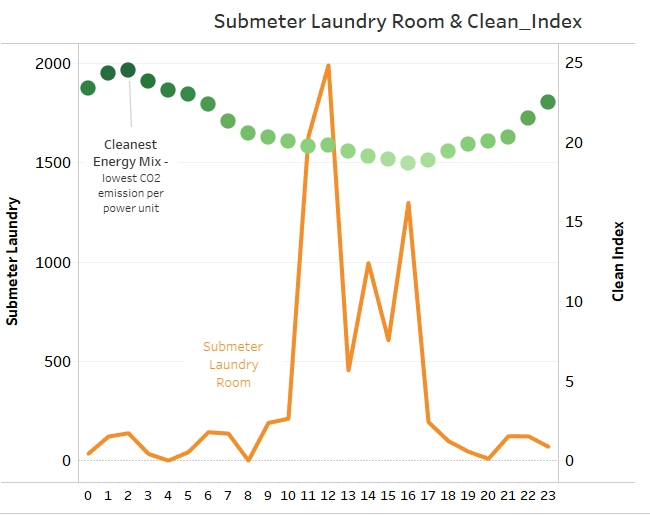 Submeter Laundry Room & Clean_Index
2000
1500
1000
500
0
Submeter Laundry
25
20
15
10
5
0
Clean Index
Cleanest
Energy Mix -
lowest CO2
emission per
power unit
Submeter
Laundry
Room
0 1 2 3 4 5 6 7 8 9 10 11 12 13 14 15 16 17 18 19 20 21 22 23